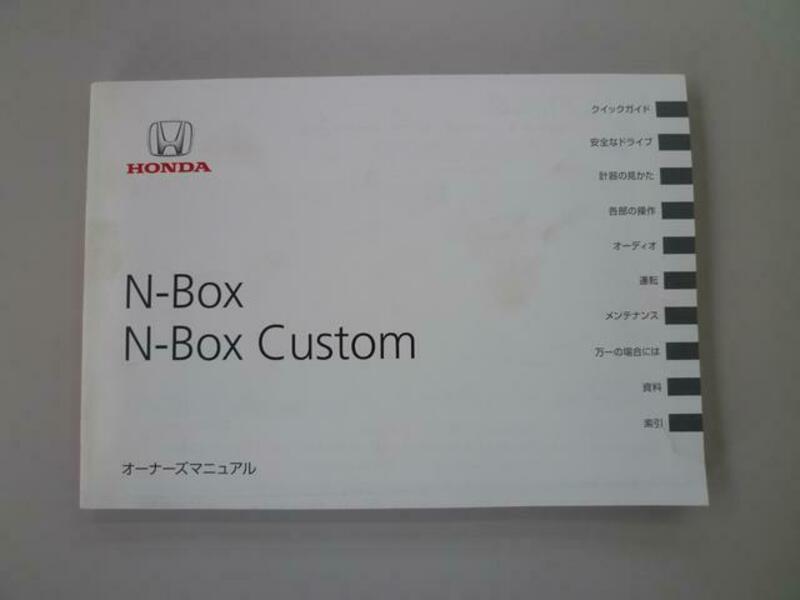 HONDA
N-Box
N-Box Custom
オーナーズマニュアル
クイックガイド
安全なドライブ
計器の見かた
各部の操作
オーディオ
運転
メンテナンス
万一の場合には
資料
索引